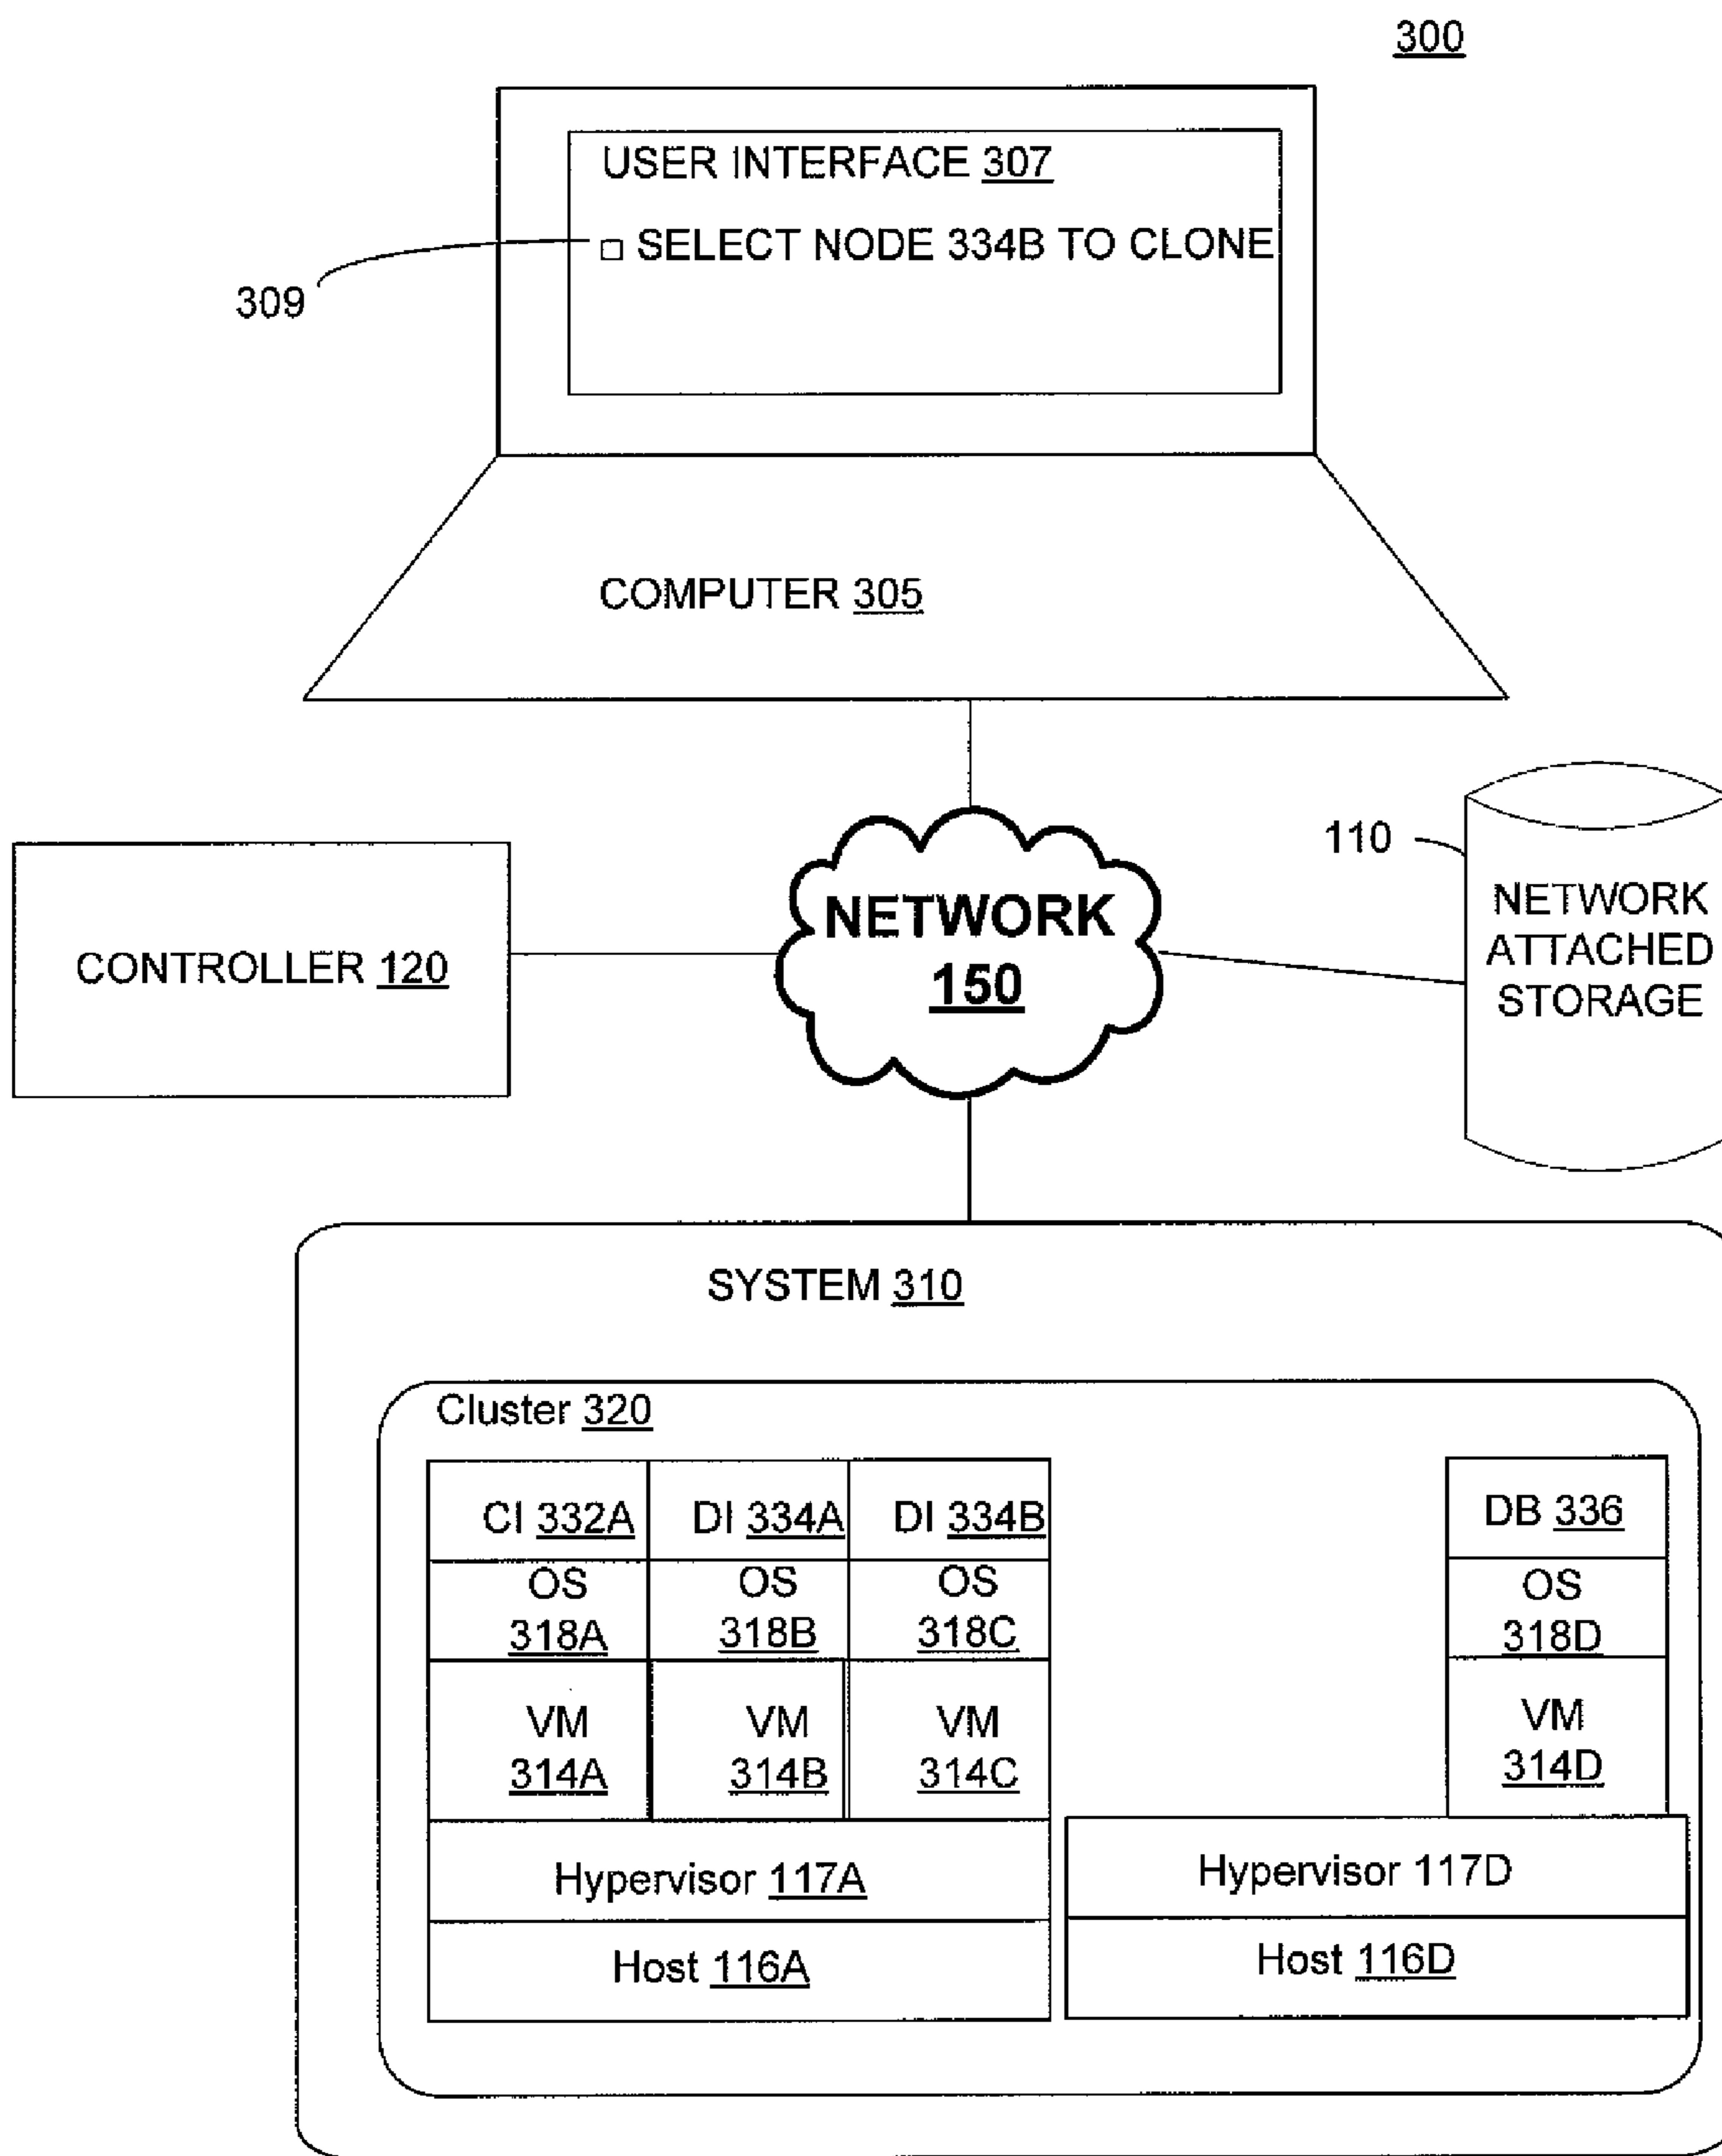 300
USER INTERFACE 307
SELECT NODE 334B TO CLONE
309
COMPUTER 305
110
NETWORK
ATTACHED
STORAGE
NETWORK
150
CONTROLLER 120
SYSTEM 310
Cluster 320
CI 332A DI 334A DI 334B DB 336
OS OS OS OS
318A 318B 318C 318D
VM VM VM VM
314A 314B 314C 314D
Hypervisor 117A Hypervisor 117D
Host 116A Host 116D